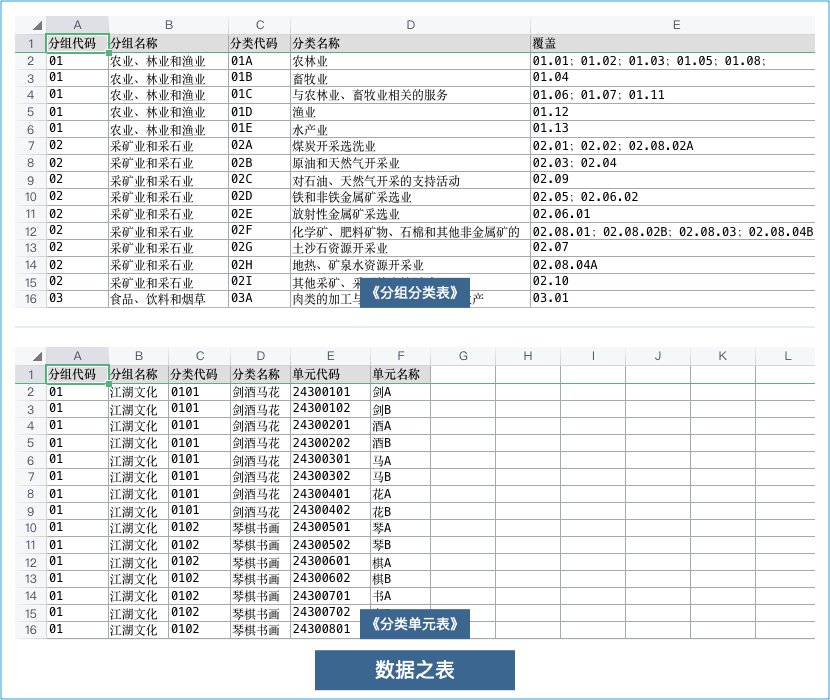 A B C D E
1 分组代码 分组名称 分类代码 分类名称 覆盖
2 01 农业、林业和渔业 01A 农林业 01.01; 01.02; 01.03; 01.05; 01.08;
3 01 农业、林业和渔业 01B 畜牧业 01.04
4 01 农业、林业和渔业 01C 与农林业、畜牧业相关的服务 01.06; 01.07; 01.11
5 01 农业、林业和渔业 01D 渔业 01.12
6 01 农业、林业和渔业 01E 水产业 01.13
7 02 采矿业和采石业 02A 煤炭开采选洗业 02.01; 02.02; 02.08.02A
8 02 采矿业和采石业 02B 原油和天然气开采业 02.03; 02.04
9 02 采矿业和采石业 02C 对石油、天然气开采的支持活动 02.09
10 02 采矿业和采石业 02D 铁和非铁金属矿采选业 02.05; 02.06.02
11 02 采矿业和采石业 02E 放射性金属矿采选业 02.06.01
12 02 采矿业和采石业 02F 化学矿、肥料矿物、石棉和其他非金属矿的 02.08.01; 02.08.02B; 02.08.03; 02.08.04B
13 02 采矿业和采石业 02G 土沙石资源开采业 02.07
14 02 采矿业和采石业 02H 地热、矿泉水资源开采业 02.08.04A
15 02 采矿业和采石业 02I 其他采矿、采 02.10
16 03 食品、饮料和烟草 03A 肉类的加工与 产 03.01
《分组分类表》
A B C D E F G H I J K L
1 分组代码 分组名称 分类代码 分类名称 单元代码 单元名称
2 01 江湖文化 0101 剑酒马花 24300101 剑A
3 01 江湖文化 0101 剑酒马花 24300102 剑B
4 01 江湖文化 0101 剑酒马花 24300201 酒A
5 01 江湖文化 0101 剑酒马花 24300202 酒B
6 01 江湖文化 0101 剑酒马花 24300301 马A
7 01 江湖文化 0101 剑酒马花 24300302 马B
8 01 江湖文化 0101 剑酒马花 24300401 花A
9 01 江湖文化 0101 剑酒马花 24300402 花B
10 01 江湖文化 0102 琴棋书画 24300501 琴A
11 01 江湖文化 0102 琴棋书画 24300502 琴B
12 01 江湖文化 0102 琴棋书画 24300601 棋A
13 01 江湖文化 0102 琴棋书画 24300602 棋B
14 01 江湖文化 0102 琴棋书画 24300701 书A
15 01 江湖文化 0102 琴棋书画 24300702
16 01 江湖文化 0102 琴棋书画 24300801
《分类单元表》
数据之表